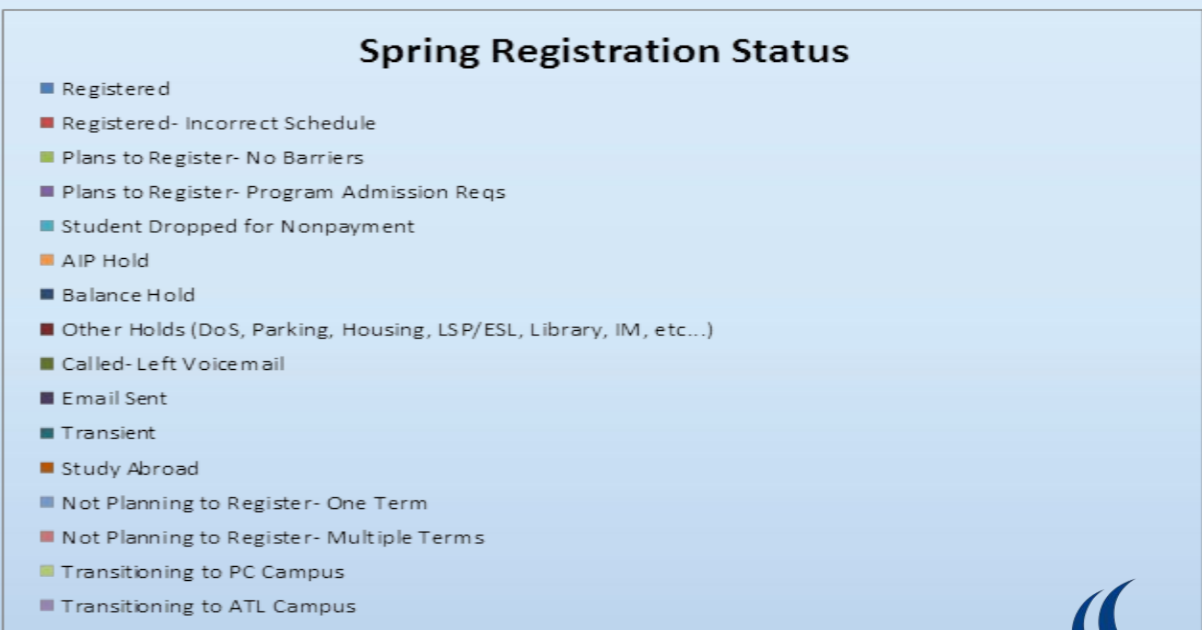 Spring Registration Status
Registered
Registered- Incorrect Schedule
Plans to Register- No Barriers
Plans to Register- Program Admission Reqs
Student Dropped for Nonpayment
AIP Hold
Balance Hold
Other Holds (DoS, Parking, Housing, LSP/ESL, Library, IM, etc...)
Called- Left Voicemail
Email Sent
Transient
Study Abroad
Not Planning to Register- One Term
Not Planning to Register- Multiple Terms
Transitioning to PC Campus
Transitioning to ATL Campus